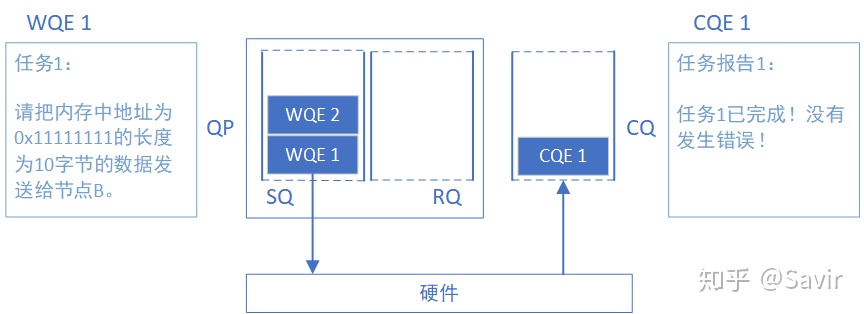 WQE 1
任务1：
请把内存中地址为
0x11111111的长度
为10字节的数据发
送给节点B。
QP
WQE 2
WQE 1
SQ
RQ
CQE 1
CQ
CQE 1
任务报告1：
任务1已完成！没有
发生错误！
硬件
知乎 @Savir